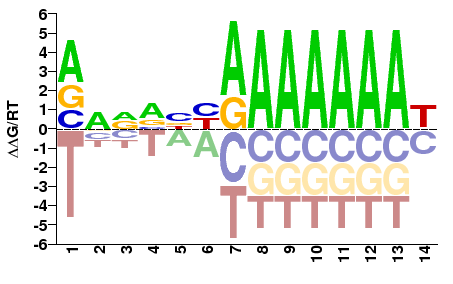 6
5
4
3
2
1
0
-1
-2
-3
-4
-5
-6
ΔΔG/RT
A A A A C C A A A A A A A T
G G G G T G
C
T C C C A A C C C C C C C C
T T T T G G G G G G
T T T T T T T
1 2 3 4 5 6 7 8 9 10 11 12 13 14